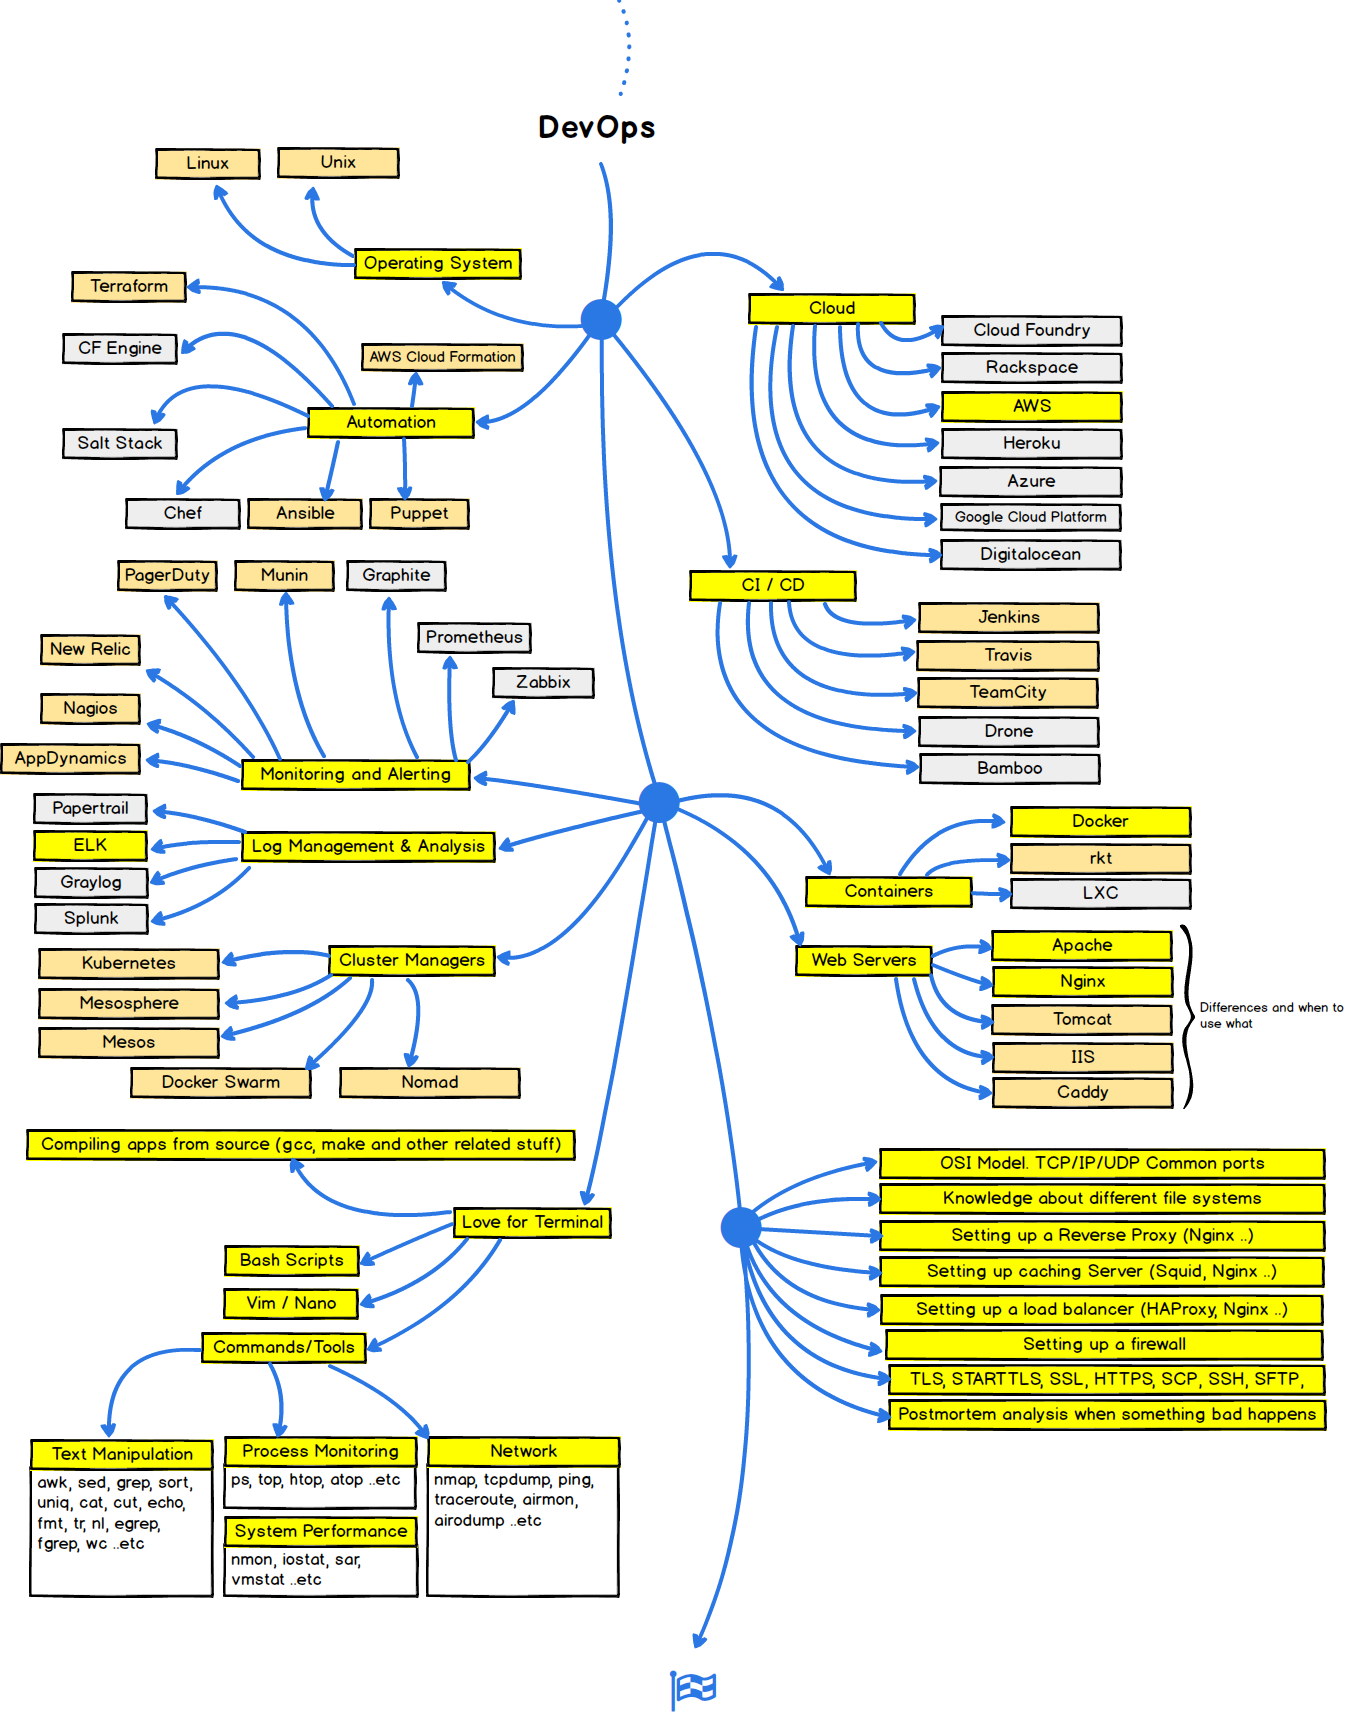 DevOps
Linux
Unix
Operating System
Terraform
CF Engine
AWS Cloud Formation
Automation
Salt Stack
Chef
Ansible
Puppet
Cloud
Cloud Foundry
Rackspace
AWS
Heroku
Azure
Google Cloud Platform
Digitalocean
CI / CD
Jenkins
Travis
TeamCity
Drone
Bamboo
PagerDuty
Munin
Graphite
Prometheus
Zabbix
New Relic
Nagios
AppDynamics
Monitoring and Alerting
Papertrail
ELK
Graylog
Splunk
Log Management & Analysis
Containers
Docker
rkt
LXC
Cluster Managers
Kubernetes
Mesosphere
Mesos
Docker Swarm
Nomad
Web Servers
Apache
Nginx
Tomcat
IIS
Caddy
Differences and when to
use what
Compiling apps from source (gcc, make and other related stuff)
Love for Terminal
Bash Scripts
Vim / Nano
Commands/Tools
OSI Model. TCP/IP/UDP Common ports
Knowledge about different file systems
Setting up a Reverse Proxy (Nginx ..)
Setting up caching Server (Squid, Nginx ..)
Setting up a load balancer (HAProxy, Nginx ..)
Setting up a firewall
TLS, STARTTLS, SSL, HTTPS, SCP, SSH, SFTP,
Postmortem analysis when something bad happens
Text Manipulation
awk, sed, grep, sort,
uniq, cat, cut, echo,
fmt, tr, nl, egrep,
fgrep, wc ..etc
Process Monitoring
ps, top, htop, atop ..etc
System Performance
nmon, iostat, sar,
vmstat ..etc
Network
nmap, tcpdump, ping,
traceroute, airmon,
airodump ..etc